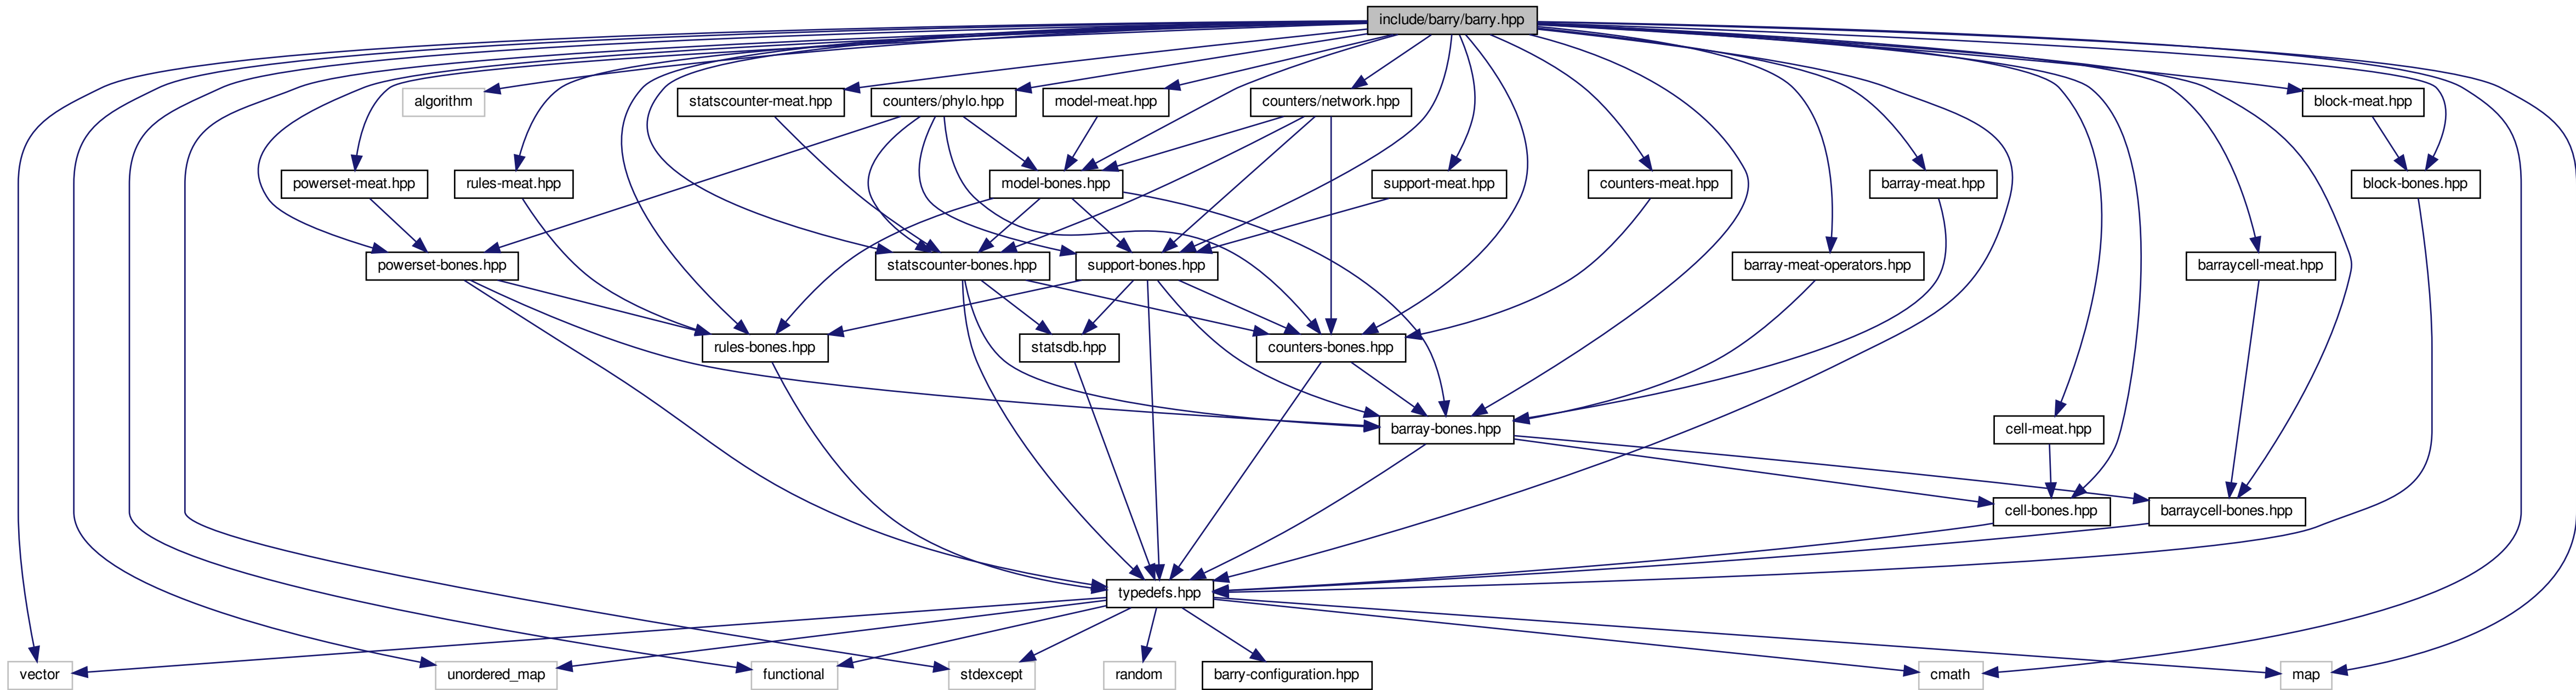 include/barry/barry.hpp
algorithm
statscounter-meat.hpp
counters/phylo.hpp
model-meat.hpp
counters/network.hpp
block-meat.hpp
powerset-meat.hpp
rules-meat.hpp
model-bones.hpp
support-meat.hpp
counters-meat.hpp
barray-meat.hpp
block-bones.hpp
powerset-bones.hpp
statscounter-bones.hpp
support-bones.hpp
barray-meat-operators.hpp
barraycell-meat.hpp
rules-bones.hpp
statsdb.hpp
counters-bones.hpp
barray-bones.hpp
cell-meat.hpp
cell-bones.hpp
barraycell-bones.hpp
typedefs.hpp
vector
unordered_map
functional
stdexcept
random
barry-configuration.hpp
cmath
map